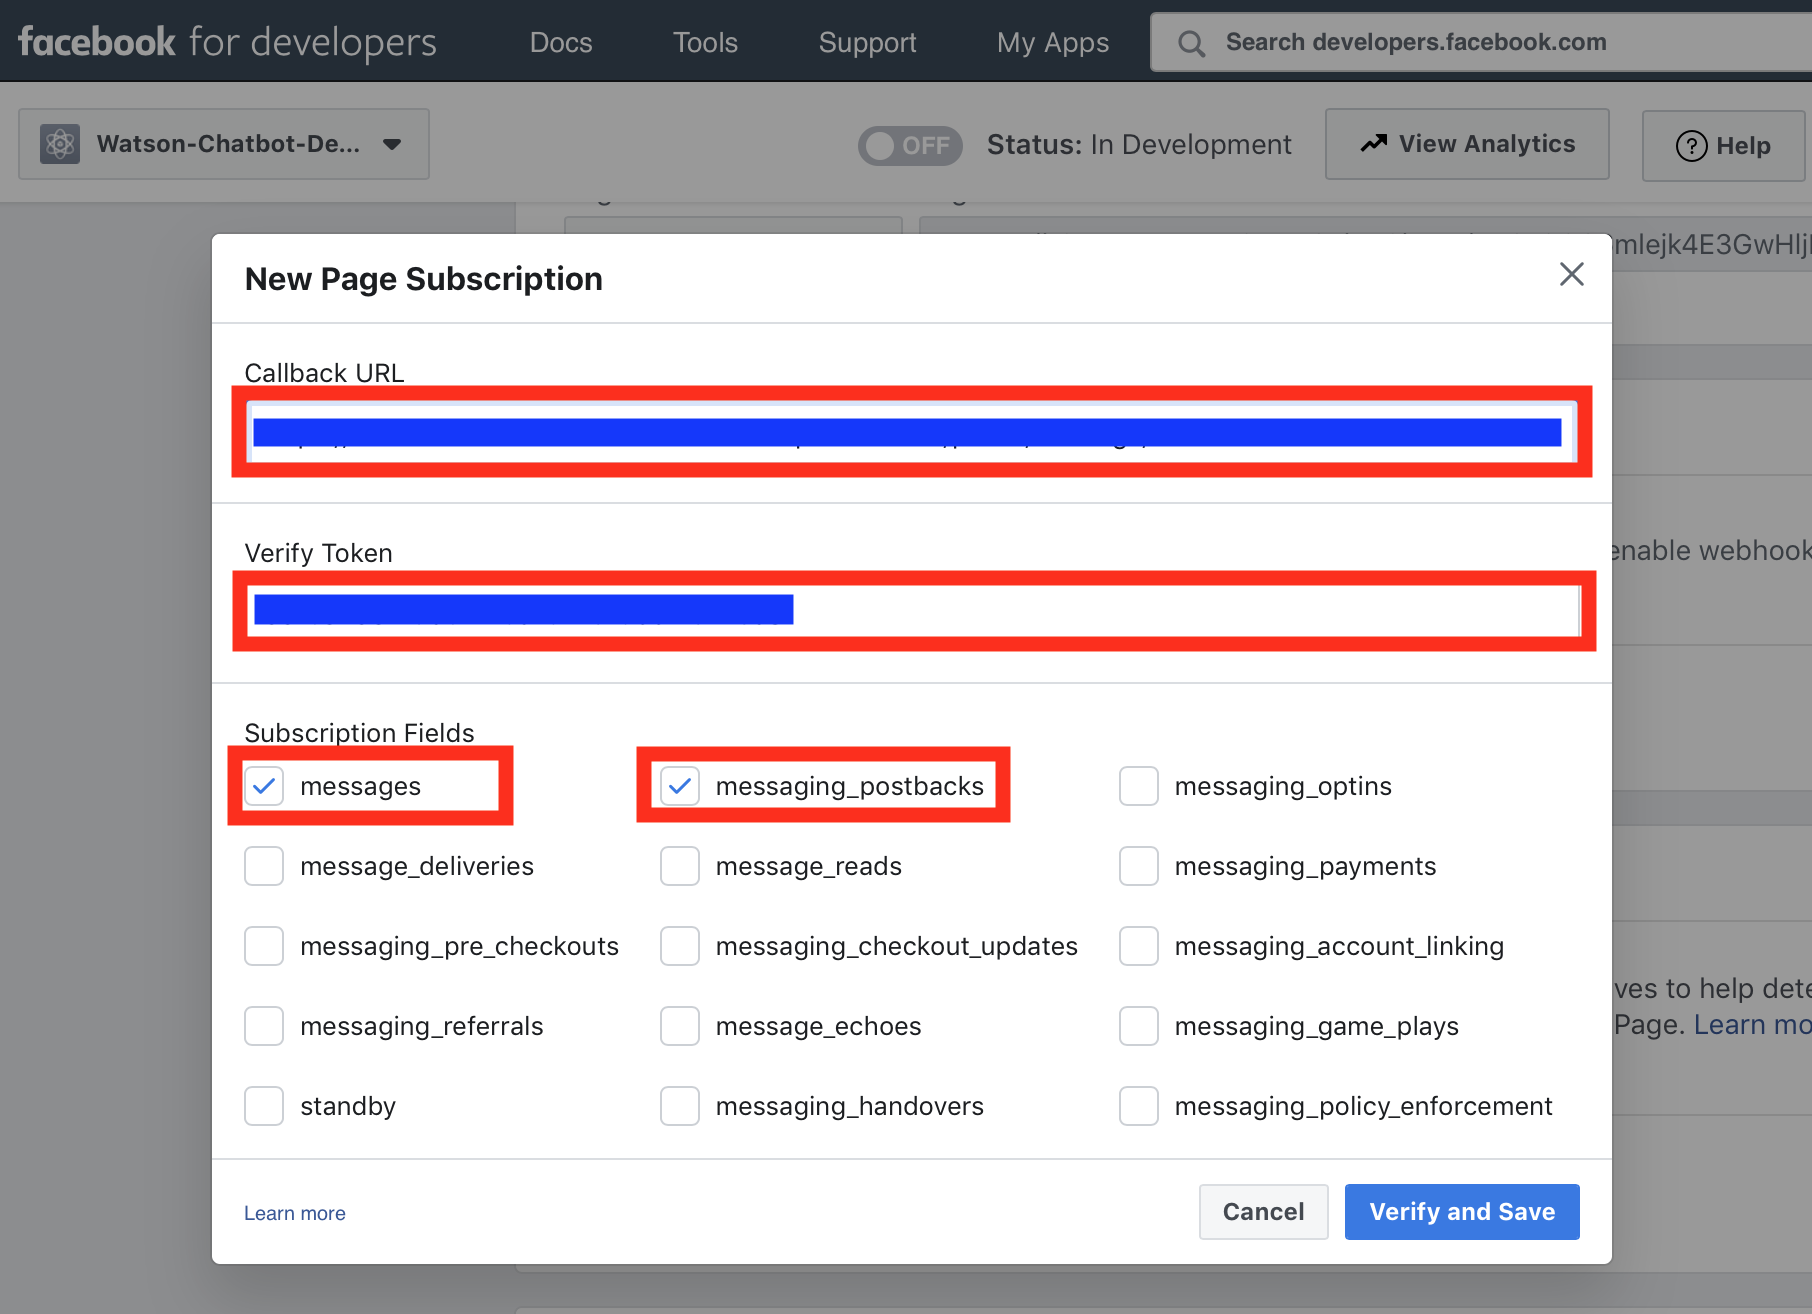 facebook for developers Docs Tools Support My Apps Search developers.facebook.com
Watson-Chatbot-De... OFF Status: In Development View Analytics ? Help
mlejk4E3GwHlj
New Page Subscription
Callback URL
Verify Token
enable webhook
Subscription Fields
messages messaging_postbacks messaging_optins
message_deliveries message_reads messaging_payments
messaging_pre_checkouts messaging_checkout_updates messaging_account_linking
ves to help dete
messaging_referrals message_echoes messaging_game_plays
Page. Learn mo
standby messaging_handovers messaging_policy_enforcement
Learn more Cancel Verify and Save